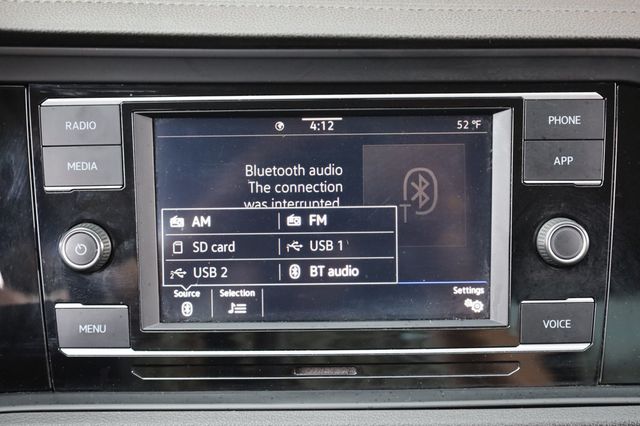 RADIO
MEDIA
MENU
4:12
52 °F
Bluetooth audio
The connection
was interrupted
T
AM
FM
SD card
USB 1
USB 2
BT audio
Source
Selection
Settings
PHONE
APP
VOICE